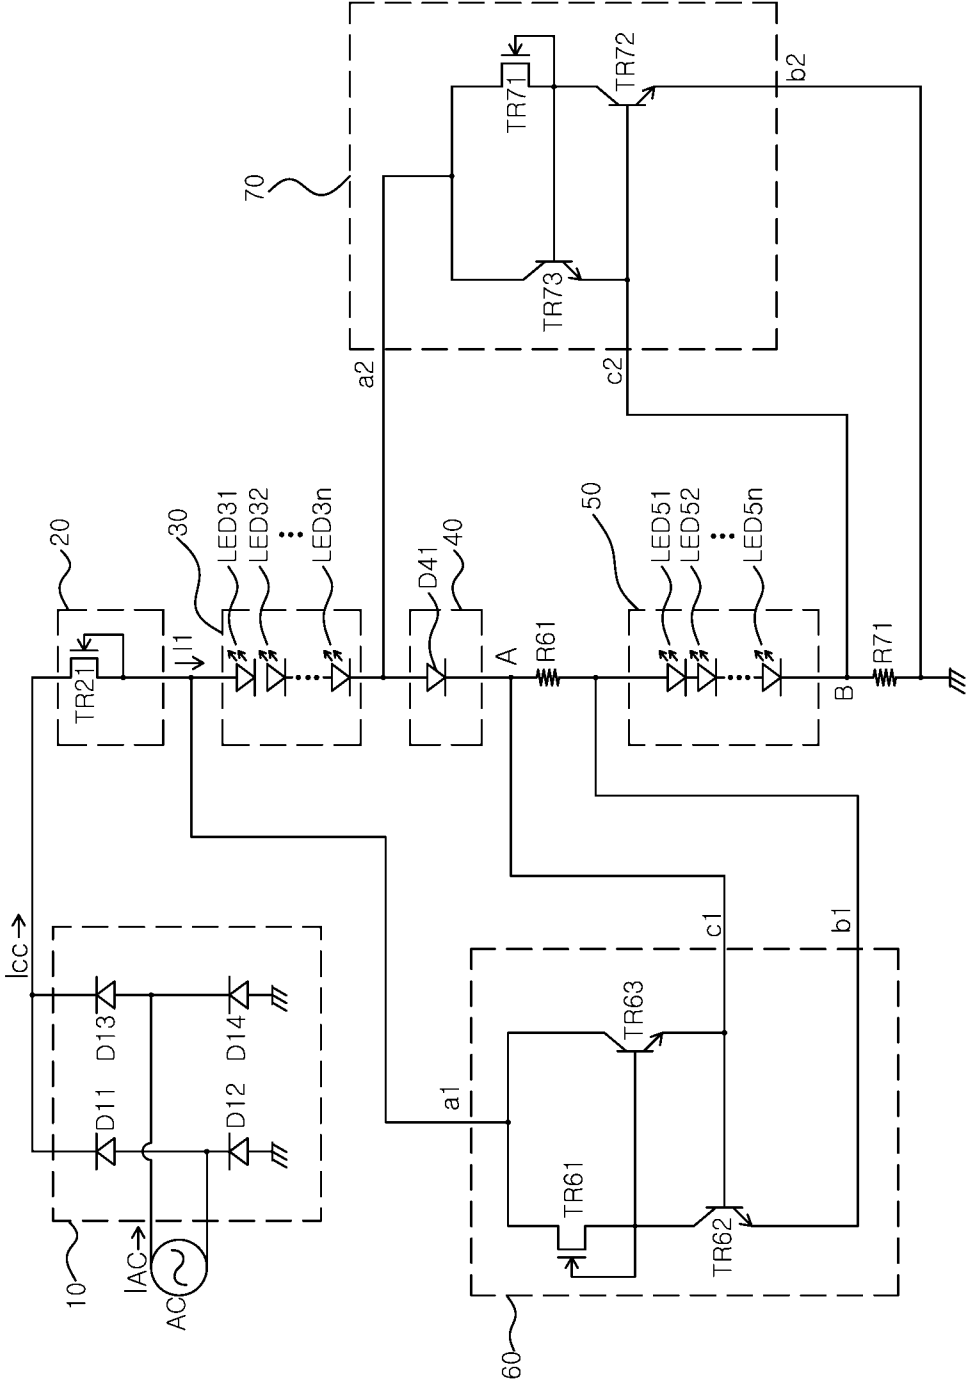 70
TR71
TR72
b2
TR73
a2
c2
20
TR21
I1
30
LED31
LED32
LED3n
D41
40
A
R61
50
LED51
LED52
LED5n
B
R71
Icc
D13
D14
D11
D12
10
IAC
AC
a1
c1
b1
TR63
TR61
TR62
60